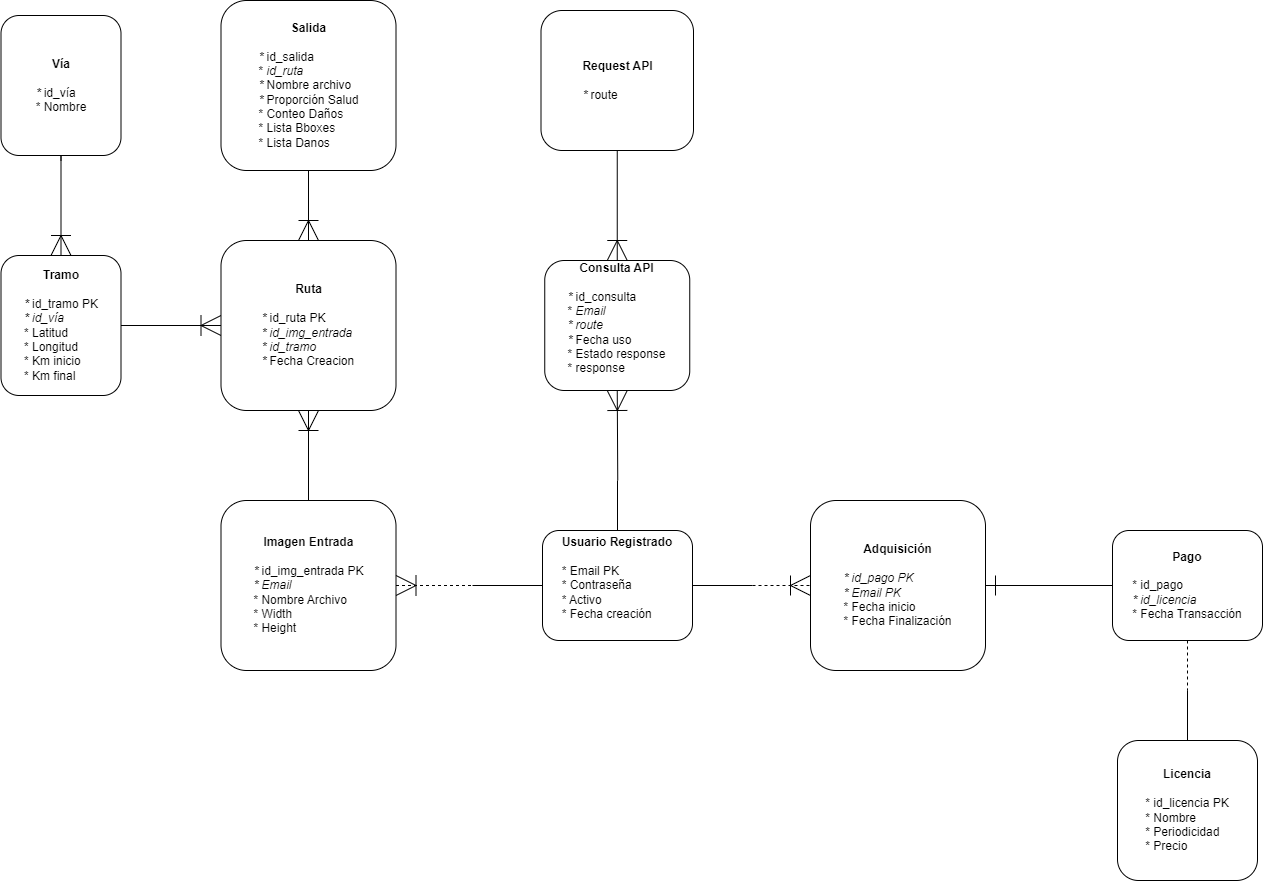 Vía
* id_vía
* Nombre
Salida
* id_salida
* id_ruta
* Nombre archivo
* Proporción Salud
* Conteo Daños
* Lista Bboxes
* Lista Danos
Request API
* route
Tramo
* id_tramo PK
* id_vía
* Latitud
* Longitud
* Km inicio
* Km final
Ruta
* id_ruta PK
* id_img_entrada
* id_tramo
* Fecha Creacion
Consulta API
* id_consulta
* Email
* route
* Fecha uso
* Estado response
* response
Imagen Entrada
* id_img_entrada PK
* Email
* Nombre Archivo
* Width
* Height
Usuario Registrado
* Email PK
* Contraseña
* Activo
* Fecha creación
Adquisición
* id_pago PK
* Email PK
* Fecha inicio
* Fecha Finalización
Pago
* id_pago
* id_licencia
* Fecha Transacción
Licencia
* id_licencia PK
* Nombre
* Periodicidad
* Precio